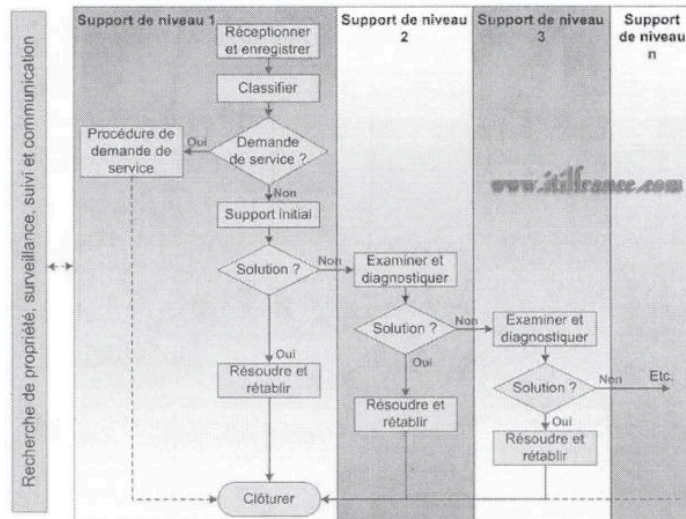 Support de niveau 1
Support de niveau
2
Support de niveau
3
Support
de niveau
n
Recherche de propriété, surveillance, suivi et communication
Réceptionner
et enregistrer
Classifier
Procédure de
demande de
service
Oui
Demande
de service ?
Non
Support initial
www.itilfrance.com
Solution ?
Non
Examiner et
diagnostiquer
Solution ?
Non
Examiner et
diagnostiquer
Oui
Résoudre et
rétablir
Oui
Résoudre et
rétablir
Solution ?
Non
Etc.
Oui
Résoudre et
rétablir
Clôturer